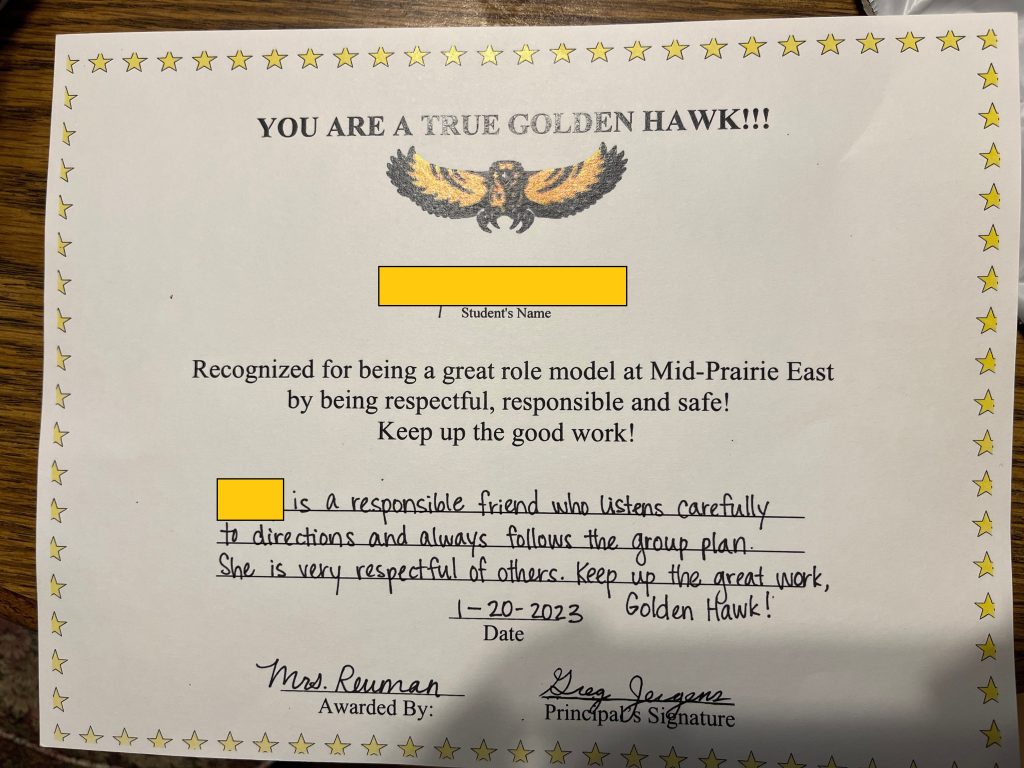 YOU ARE A TRUE GOLDEN HAWK!!!
Student's Name
Recognized for being a great role model at Mid-Prairie East
by being respectful, responsible and safe!
Keep up the good work!
is a responsible friend who listens carefully
to directions and always follows the group plan.
She is very respectful of others. Keep up the great work,
Golden Hawk!
1-20-2023
Date
Mrs. Reuman
Awarded By:
Greg Jergens
Principal's Signature